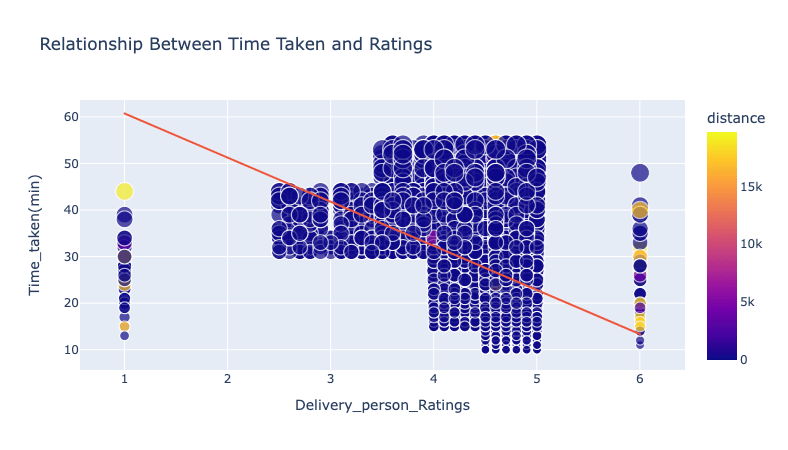 Relationship Between Time Taken and Ratings
distance
60
50
40
30
20
10
Time_taken(min)
15k
10k
5k
0
1
2
3
4
5
6
Delivery_person_Ratings